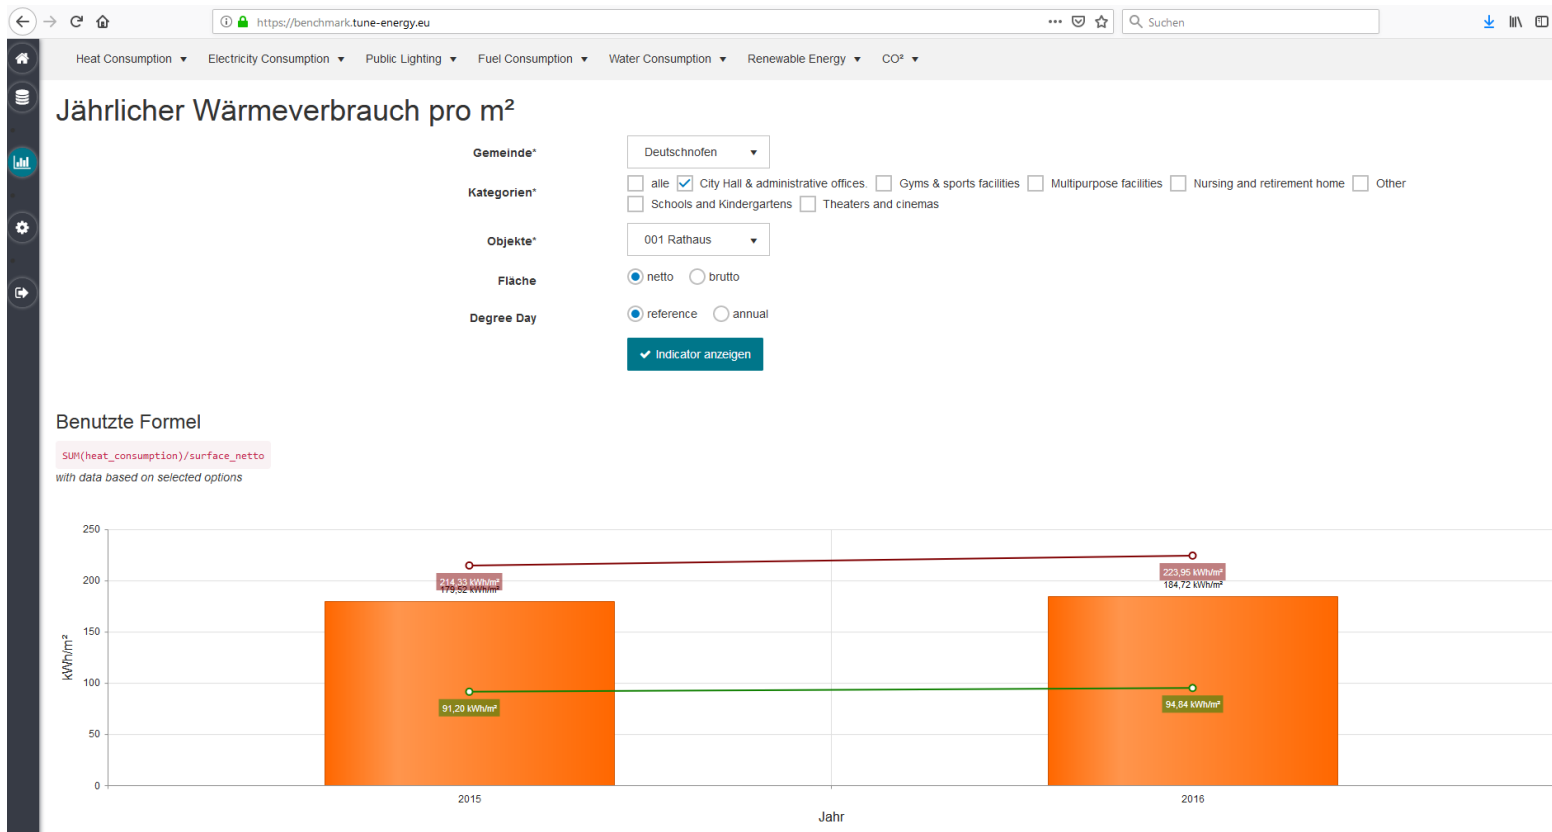 https://benchmark.tune-energy.eu
Suchen
Heat Consumption Electricity Consumption Public Lighting Fuel Consumption Water Consumption Renewable Energy CO²
Jährlicher Wärmeverbrauch pro m²
Gemeinde* Deutschnofen
Kategorien* alle City Hall & administrative offices. Gyms & sports facilities Multipurpose facilities Nursing and retirement home Other
Schools and Kindergartens Theaters and cinemas
Objekte* 001 Rathaus
Fläche netto brutto
Degree Day reference annual
Indicator anzeigen
Benutzte Formel
SUM(heat_consumption)/surface_netto
with data based on selected options
250
200
150
100
50
0
kWh/m²
214,33 kWh/m²
179,52 kWh/m²
223,95 kWh/m²
184,72 kWh/m²
91,20 kWh/m²
94,84 kWh/m²
2015
2016
Jahr